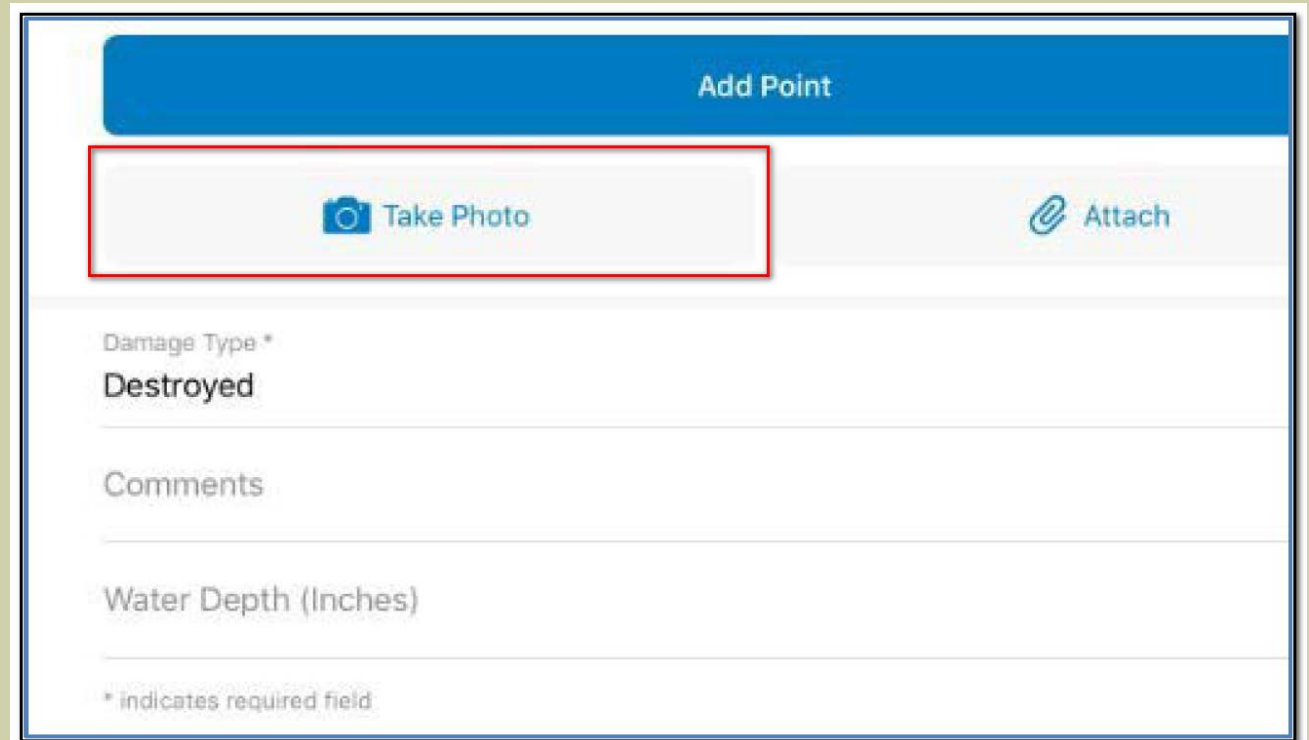 Add Point
Take Photo
Attach
Damage Type *
Destroyed
Comments
Water Depth (Inches)
* indicates required field